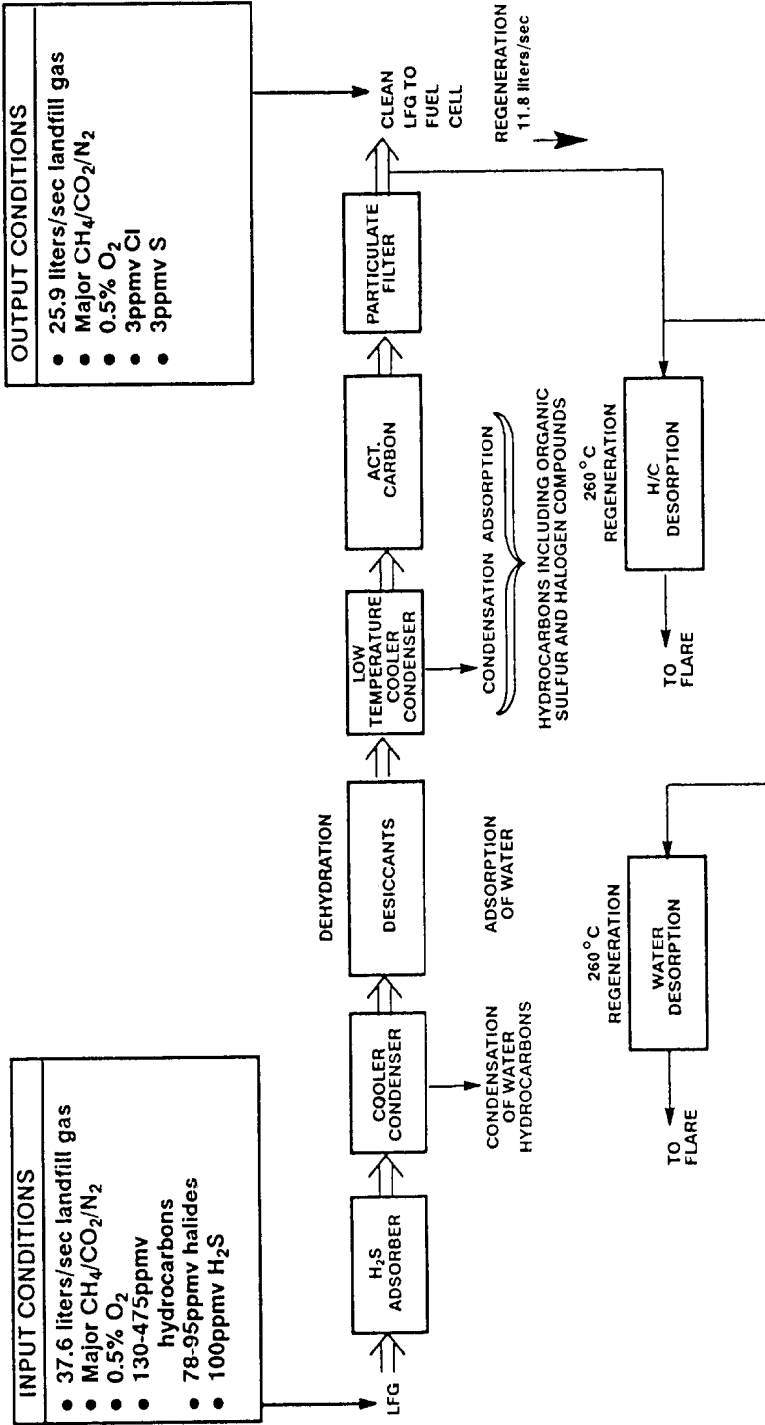 INPUT CONDITIONS
• 37.6 liters/sec landfill gas
• Major CH₄/CO₂/N₂
• 0.5% O₂
• 130-475ppmv
hydrocarbons
• 78-95ppmv halides
• 100ppmv H₂S
OUTPUT CONDITIONS
• 25.9 liters/sec landfill gas
• Major CH₄/CO₂/N₂
• 0.5% O₂
• 3ppmv Cl
• 3ppmv S
LFG
H₂S
ADSORBER
COOLER
CONDENSER
CONDENSATION
OF WATER
HYDROCARBONS
DEHYDRATION
DESICCANTS
ADSORPTION
OF WATER
LOW
TEMPERATURE
COOLER
CONDENSER
ACT.
CARBON
CONDENSATION ADSORPTION
HYDROCARBONS INCLUDING ORGANIC
SULFUR AND HALOGEN COMPOUNDS
PARTICULATE
FILTER
CLEAN
LFG TO
FUEL
CELL
REGENERATION
11.8 liters/sec
260°C
REGENERATION
WATER
DESORPTION
TO
FLARE
260°C
REGENERATION
H/C
DESORPTION
TO
FLARE